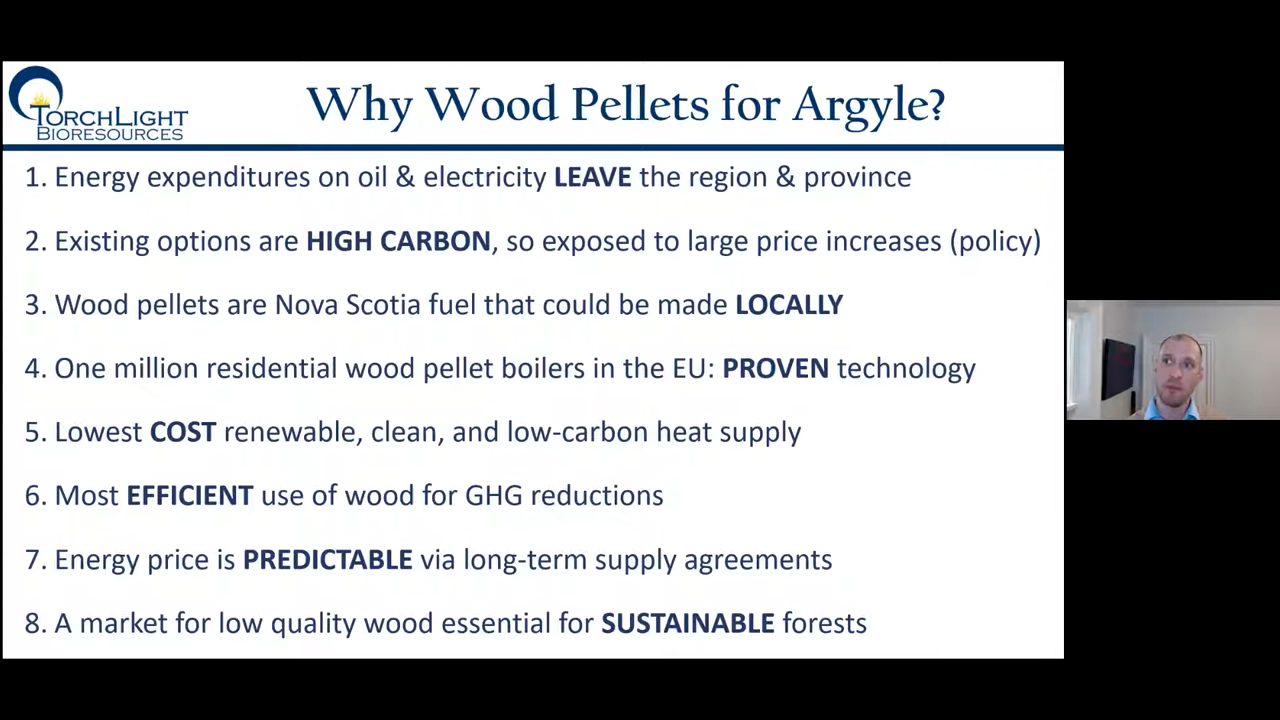 TORCHLIGHT
BIORESOURCES
Why Wood Pellets for Argyle?
1. Energy expenditures on oil & electricity LEAVE the region & province
2. Existing options are HIGH CARBON, so exposed to large price increases (policy)
3. Wood pellets are Nova Scotia fuel that could be made LOCALLY
4. One million residential wood pellet boilers in the EU: PROVEN technology
5. Lowest COST renewable, clean, and low-carbon heat supply
6. Most EFFICIENT use of wood for GHG reductions
7. Energy price is PREDICTABLE via long-term supply agreements
8. A market for low quality wood essential for SUSTAINABLE forests